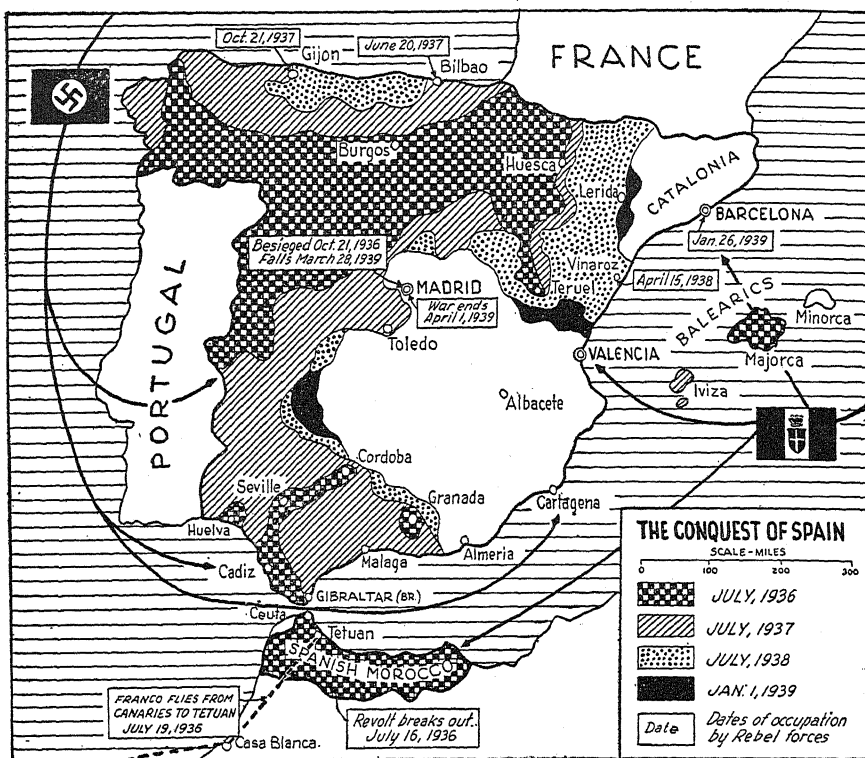 Oct. 21, 1937
June 20, 1937
Gijon
Bilbao
FRANCE
Burgos
Huesca
Lerida
CATALONIA
BARCELONA
Jan. 26, 1939
Besieged Oct. 21, 1936
Falls March 28, 1939
Vinaroz
April 15, 1938
Teruel
MADRID
War ends
April 1, 1939
BALEARICS
Minorca
Majorca
Iviza
Toledo
VALENCIA
PORTUGAL
Albacete
Cordoba
Seville
Granada
Cartagena
Huelva
Cadiz
Malaga
Almeria
GIBRALTAR (BR.)
Ceuta
Tetuan
SPANISH MOROCCO
FRANCO FLIES FROM
CANARIES TO TETUAN
JULY 19, 1936
Revolt breaks out..
July 16, 1936
Casa Blanca.
THE CONQUEST OF SPAIN
SCALE-MILES
0 100 200 300
JULY, 1936
JULY, 1937
JULY, 1938
JAN. 1, 1939
Date
Dates of occupation
by Rebel forces